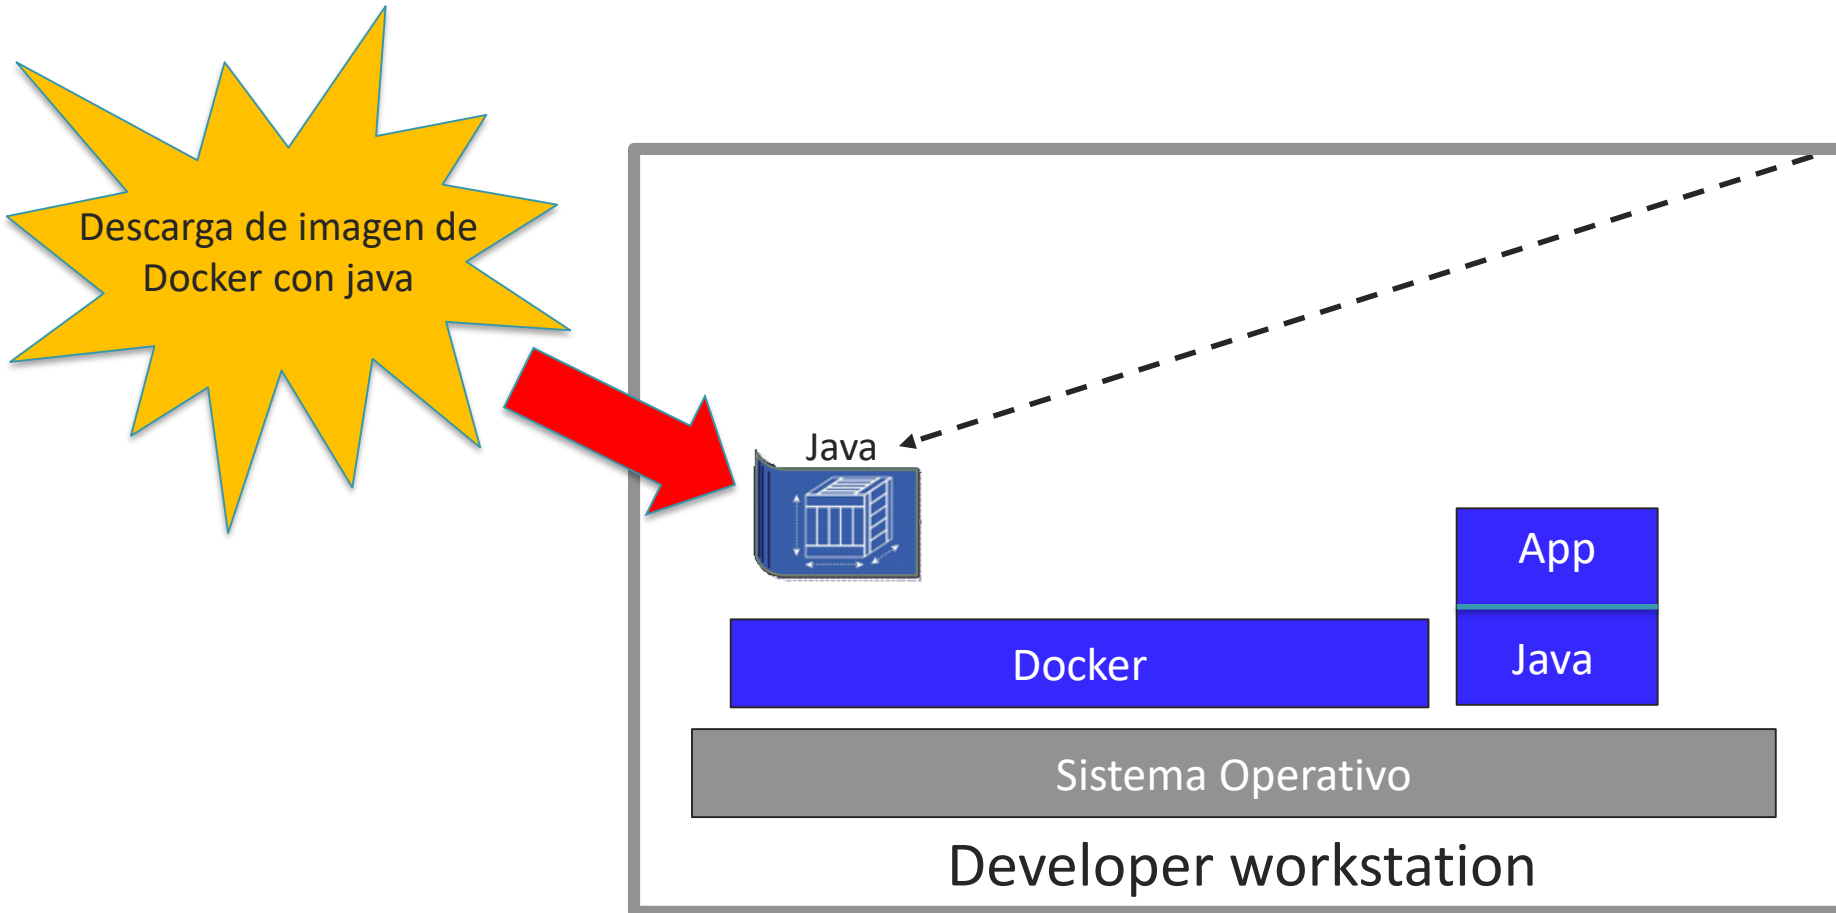 Descarga de imagen de
Docker con java
Java
App
Docker
Java
Sistema Operativo
Developer workstation